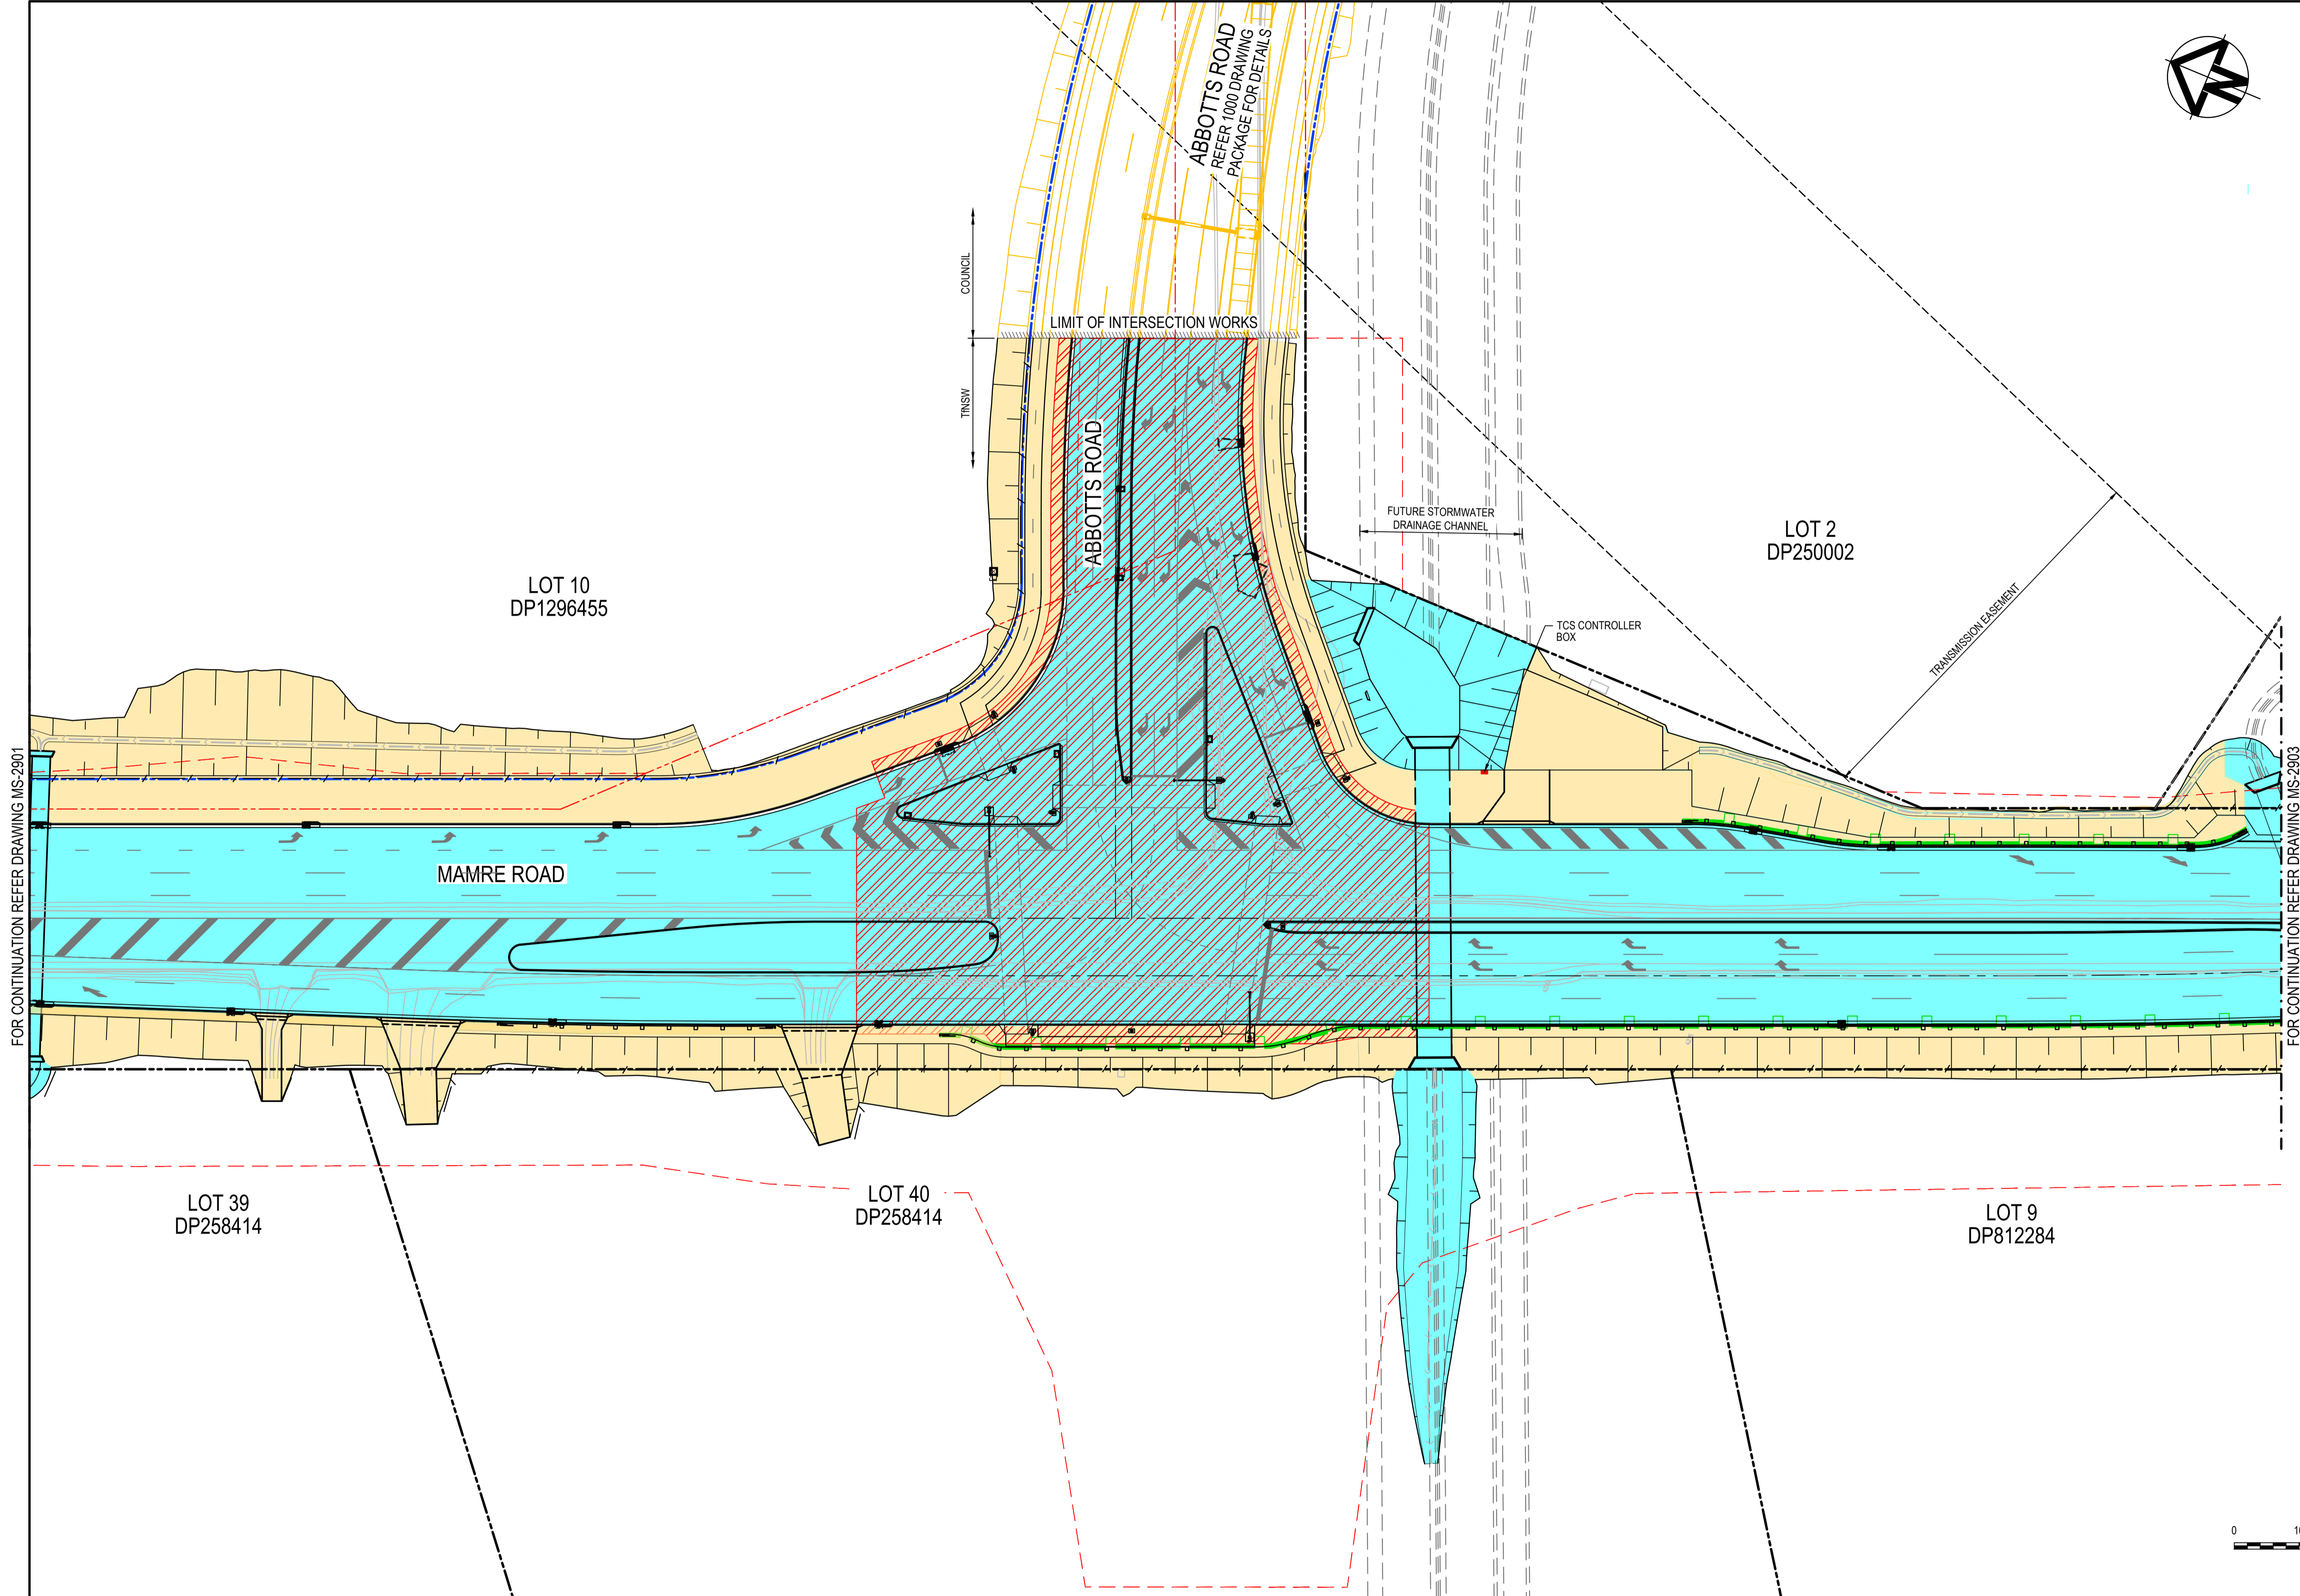 ABBOTTS ROAD
REFER 1000 DRAWING
PACKAGE FOR DETAILS
N
COUNCIL
LIMIT OF INTERSECTION WORKS
TfNSW
ABBOTTS ROAD
FUTURE STORMWATER
DRAINAGE CHANNEL
LOT 2
DP250002
LOT 10
DP1296455
TCS CONTROLLER
BOX
TRANSMISSION EASEMENT
FOR CONTINUATION REFER DRAWING MS-2901
MAMRE ROAD
FOR CONTINUATION REFER DRAWING MS-2903
LOT 39
DP258414
LOT 40
DP258414
LOT 9
DP812284
0